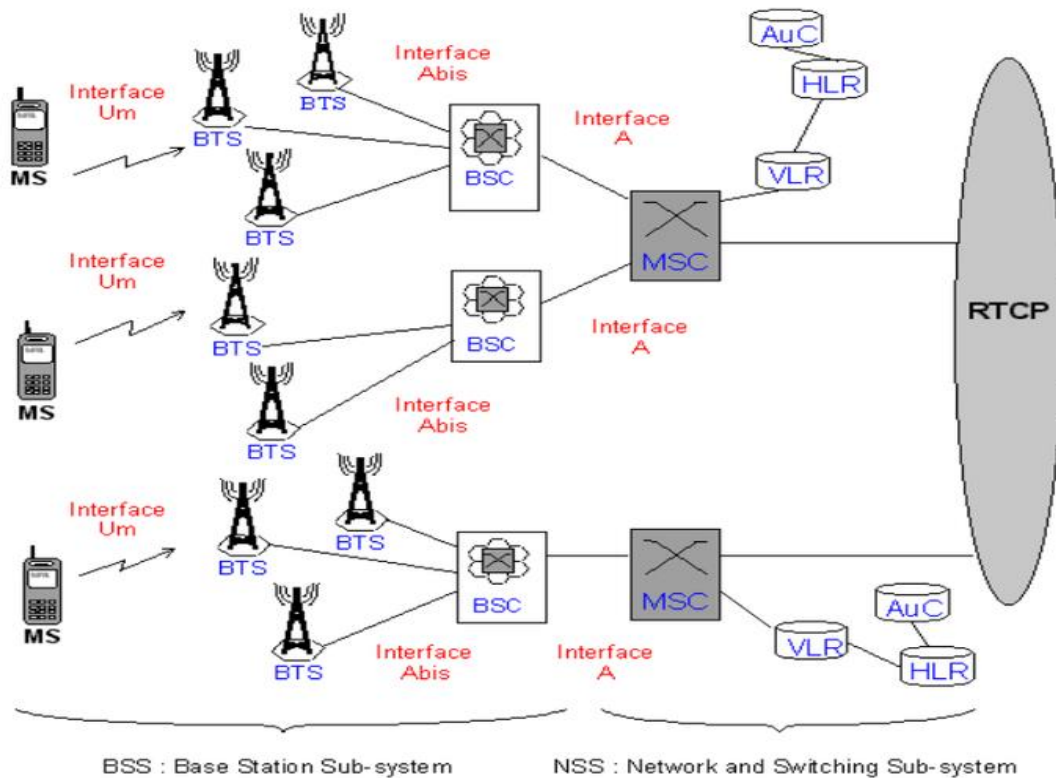 AuC
HLR
VLR
Interface
Abis
Interface
Um
BTS
BTS
MS
BTS
BSC
Interface
A
MSC
Interface
Um
BTS
MS
BTS
BSC
Interface
A
Interface
Abis
RTCP
Interface
Um
BTS
BTS
MS
BTS
BSC
Interface
Abis
Interface
A
MSC
AuC
VLR
HLR
BSS : Base Station Sub-system
NSS : Network and Switching Sub-system